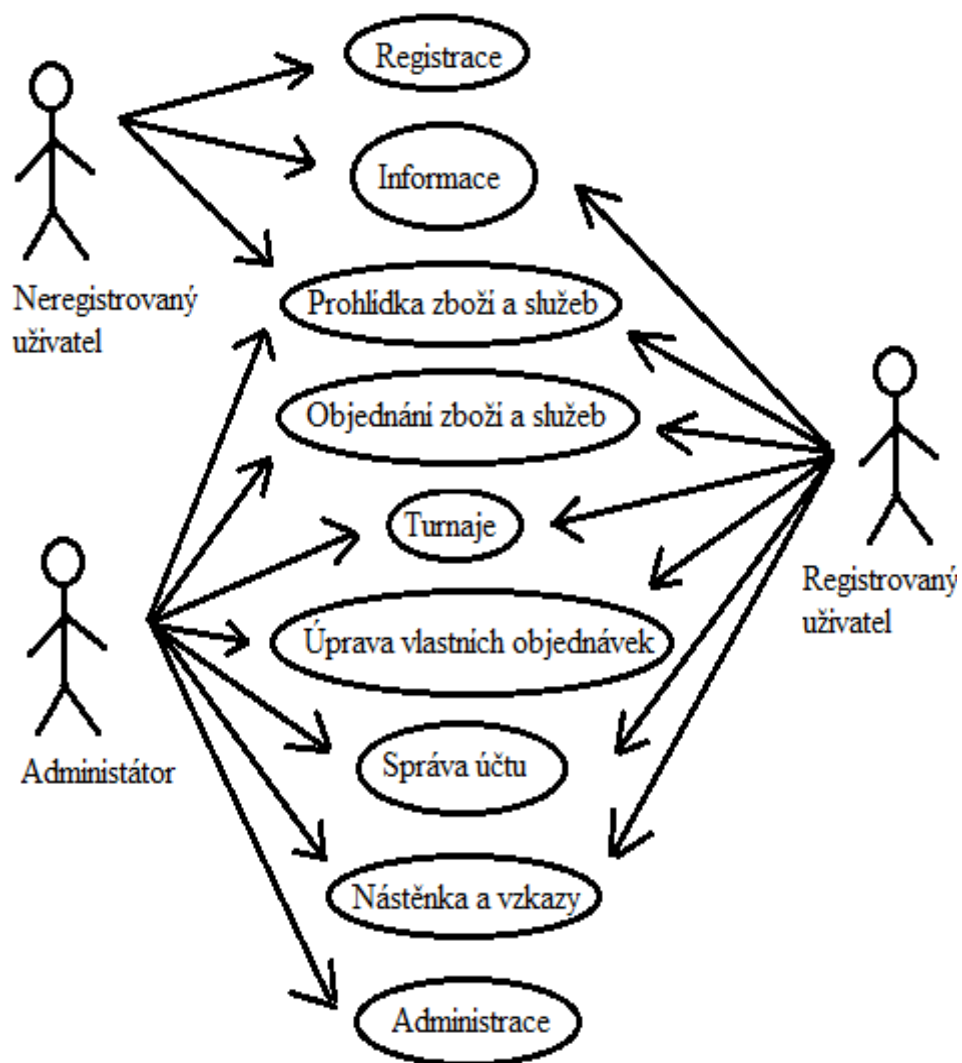 Registrace
Informace
Neregistrovaný
uživatel
Prohlídka zboží a služeb
Objednání zboží a služeb
Turnaje
Registrovaný
uživatel
Úprava vlastních objednávek
Administátor
Správa účtu
Nástěnka a vzkazy
Administrace